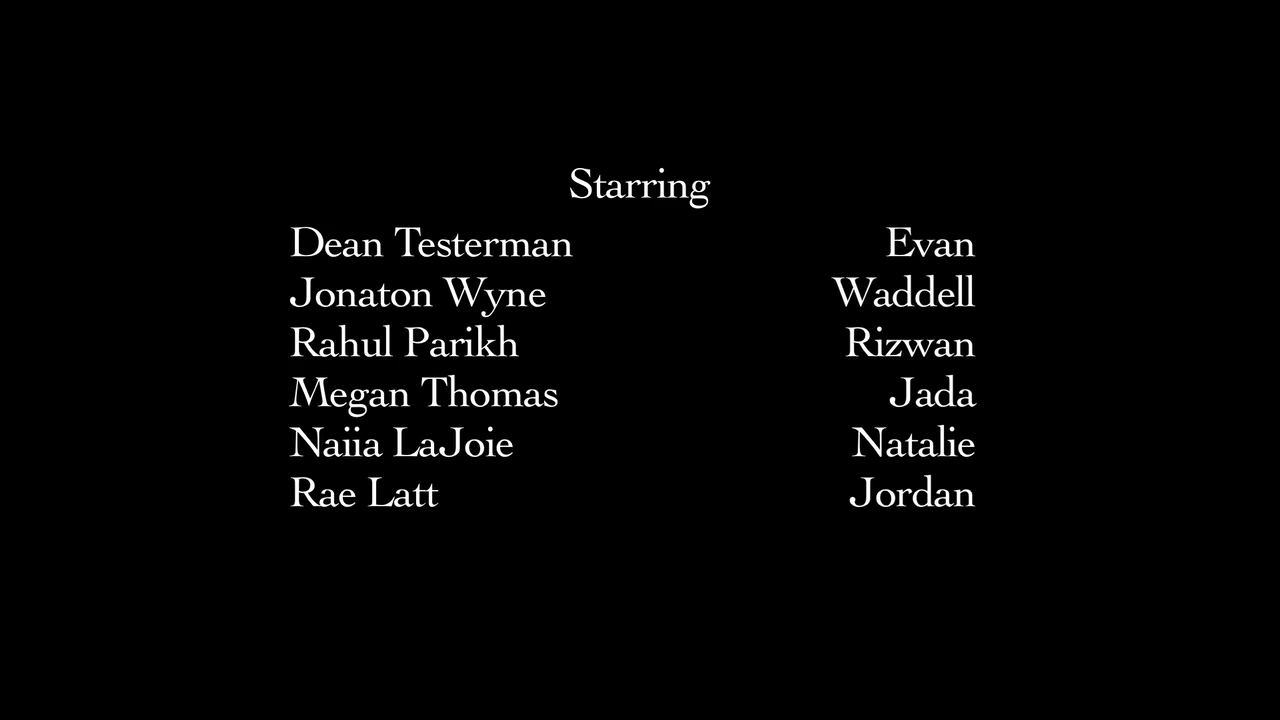 Starring
Dean Testerman Evan
Jonaton Wyne Waddell
Rahul Parikh Rizwan
Megan Thomas Jada
Naiia LaJoie Natalie
Rae Latt Jordan